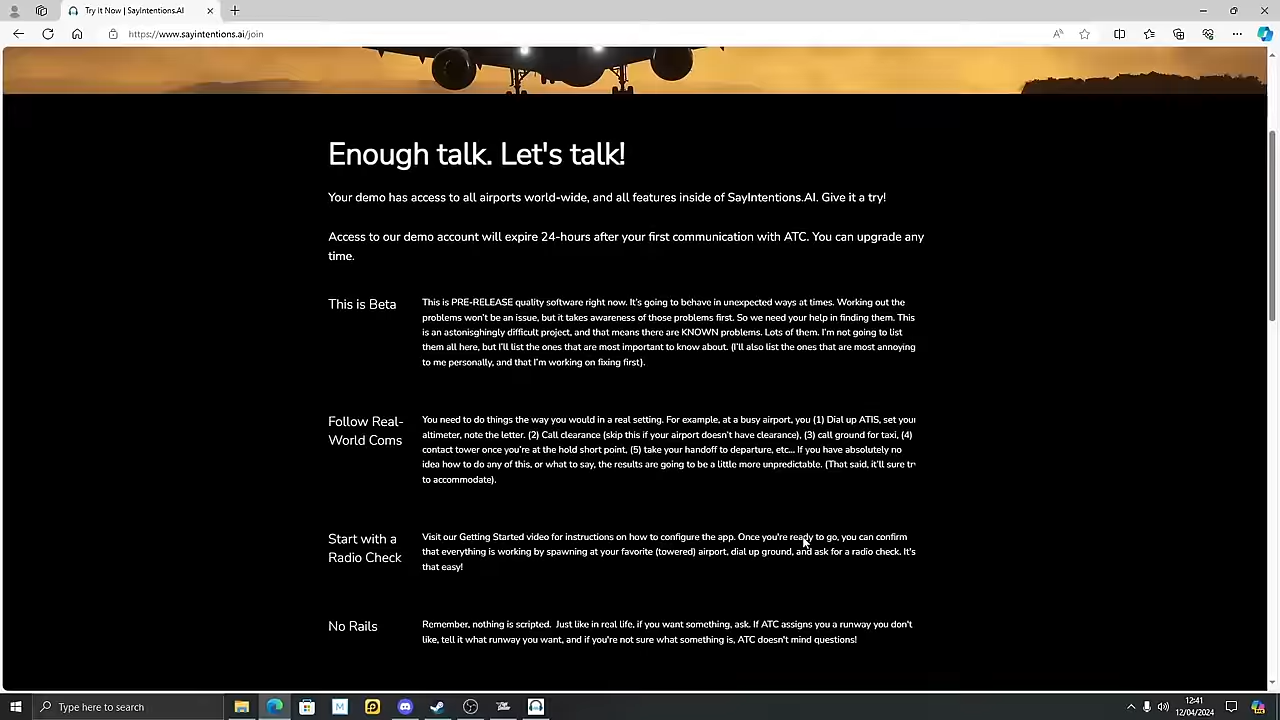 Try it Now | SayIntentions.AI
https://www.sayintentions.ai/join
Enough talk. Let's talk!
Your demo has access to all airports world-wide, and all features inside of SayIntentions.AI. Give it a try!
Access to our demo account will expire 24-hours after your first communication with ATC. You can upgrade any
time.
This is Beta
This is PRE-RELEASE quality software right now. It's going to behave in unexpected ways at times. Working out the
problems won't be an issue, but it takes awareness of those problems first. So we need your help in finding them. This
is an astonisghingly difficult project, and that means there are KNOWN problems. Lots of them. I'm not going to list
them all here, but I'll list the ones that are most important to know about. (I'll also list the ones that are most annoying
to me personally, and that I'm working on fixing first).
Follow Real-
World Coms
You need to do things the way you would in a real setting. For example, at a busy airport, you (1) Dial up ATIS, set your
altimeter, note the letter. (2) Call clearance (skip this if your airport doesn't have clearance), (3) call ground for taxi, (4)
contact tower once you're at the hold short point, (5) take your handoff to departure, etc... If you have absolutely no
idea how to do any of this, or what to say, the results are going to be a little more unpredictable. (That said, it'll sure tr
to accommodate).
Start with a
Radio Check
Visit our Getting Started video for instructions on how to configure the app. Once you're ready to go, you can confirm
that everything is working by spawning at your favorite (towered) airport, dial up ground, and ask for a radio check. It's
that easy!
No Rails
Remember, nothing is scripted. Just like in real life, if you want something, ask. If ATC assigns you a runway you don't
like, tell it what runway you want, and if you're not sure what something is, ATC doesn't mind questions!
Type here to search
12:41
12/04/2024